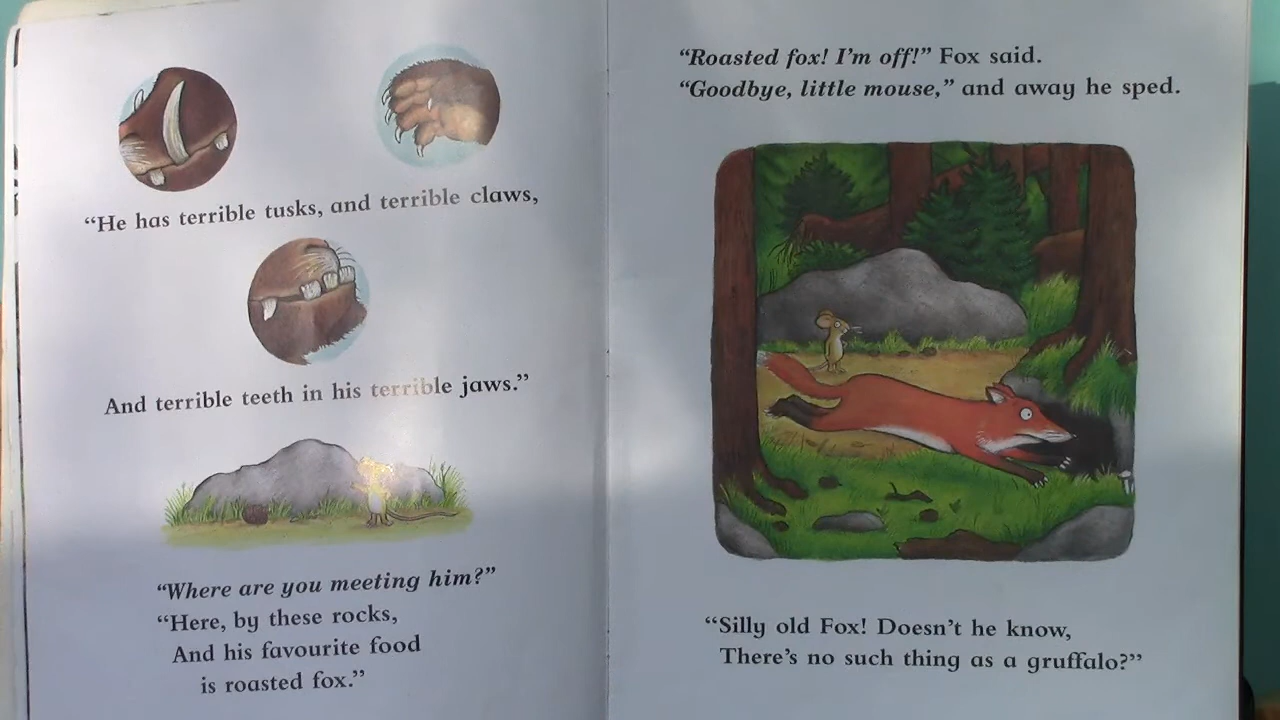 “He has terrible tusks, and terrible claws,
And terrible teeth in his terrible jaws.”
“Where are you meeting him?”
“Here, by these rocks,
And his favourite food
is roasted fox.”
“Roasted fox! I’m off!” Fox said.
“Goodbye, little mouse,” and away he sped.
“Silly old Fox! Doesn’t he know,
There’s no such thing as a gruffalo?”